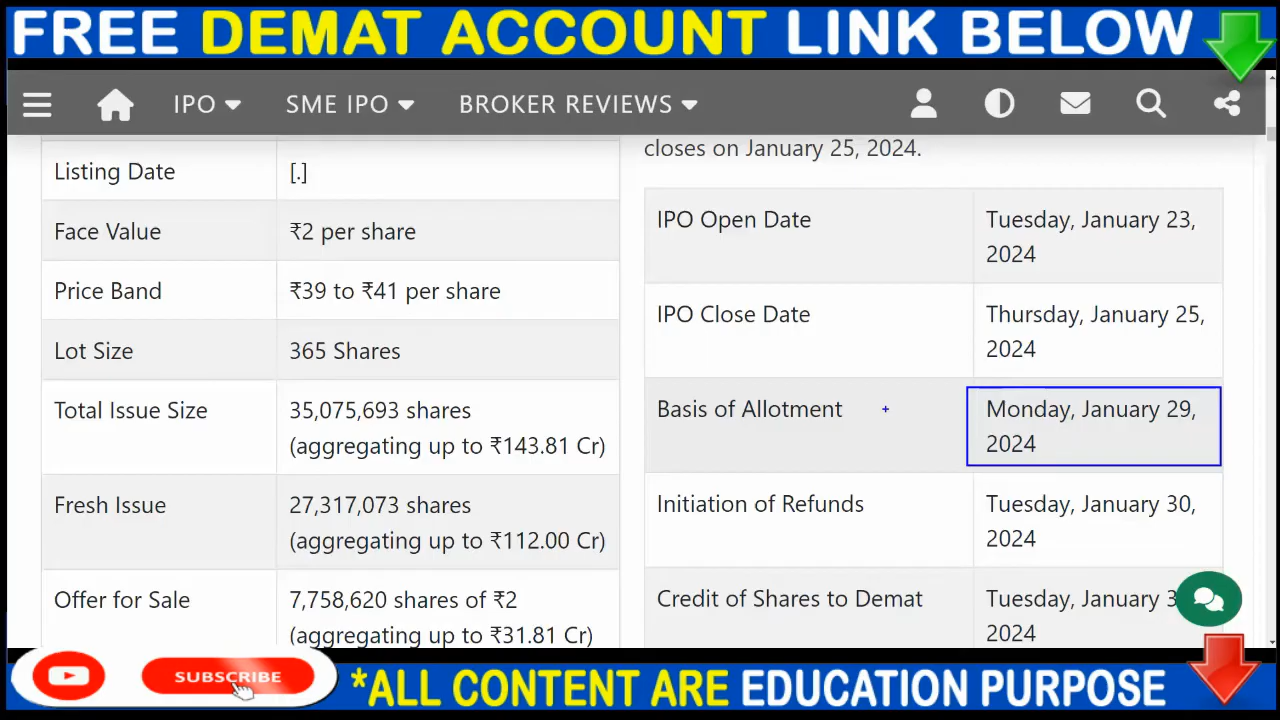 FREE DEMAT ACCOUNT LINK BELOW
IPO SME IPO BROKER REVIEWS
Listing Date [.]
Face Value ₹2 per share
Price Band ₹39 to ₹41 per share
Lot Size 365 Shares
Total Issue Size 35,075,693 shares
(aggregating up to ₹143.81 Cr)
Fresh Issue 27,317,073 shares
(aggregating up to ₹112.00 Cr)
Offer for Sale 7,758,620 shares of ₹2
(aggregating up to ₹31.81 Cr)
closes on January 25, 2024.
IPO Open Date Tuesday, January 23,
2024
IPO Close Date Thursday, January 25,
2024
Basis of Allotment Monday, January 29,
2024
Initiation of Refunds Tuesday, January 30,
2024
Credit of Shares to Demat Tuesday, January
2024
SUBSCRIBE
*ALL CONTENT ARE EDUCATION PURPOSE